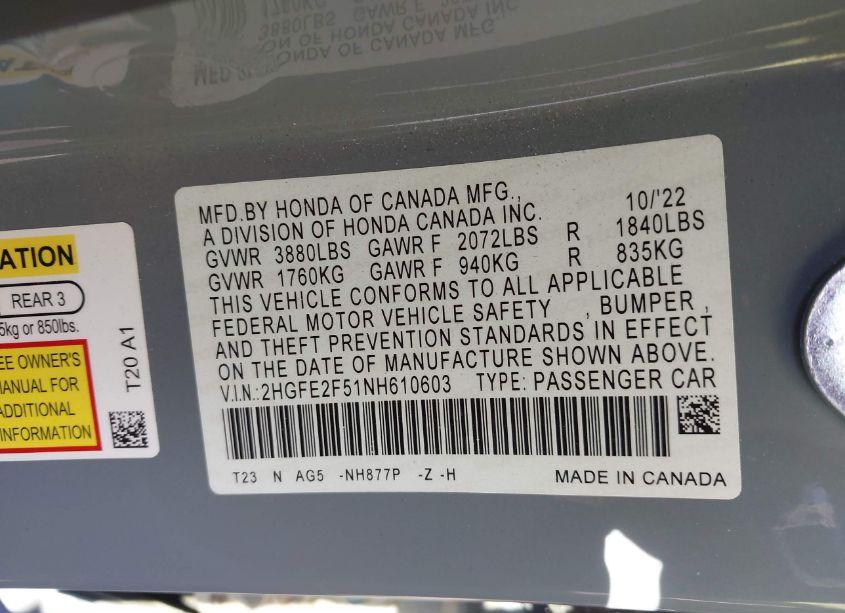 MFD.BY HONDA OF CANADA MFG., 10/'22
A DIVISION OF HONDA CANADA INC.
GVWR 3880LBS GAWR F 2072LBS R 1840LBS
GVWR 1760KG GAWR F 940KG R 835KG
THIS VEHICLE CONFORMS TO ALL APPLICABLE
FEDERAL MOTOR VEHICLE SAFETY , BUMPER ,
AND THEFT PREVENTION STANDARDS IN EFFECT
ON THE DATE OF MANUFACTURE SHOWN ABOVE.
V.I.N.:2HGFE2F51NH610603 TYPE: PASSENGER CAR
T23 N AG5 -NH877P -Z -H MADE IN CANADA
ATION
REAR 3
5kg or 850lbs.
EE OWNER'S
MANUAL FOR
ADDITIONAL
INFORMATION
T20 A1